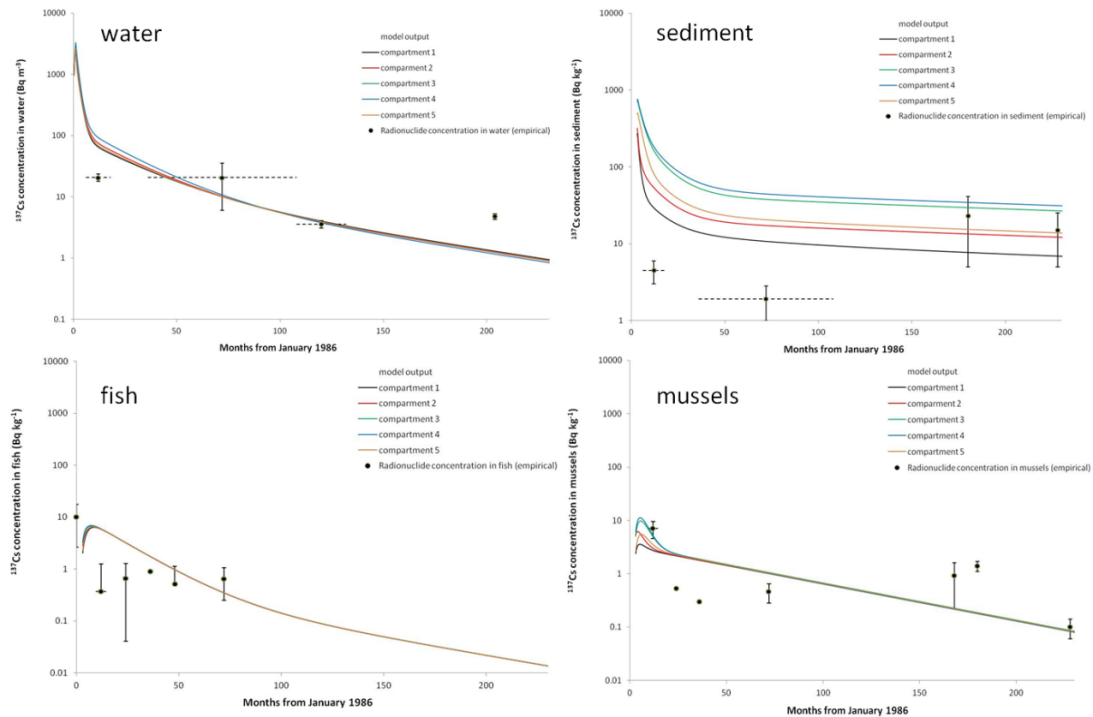 water
model output
compartment 1
comparment 2
compartment 3
compartment 4
compartment 5
Radionuclide concentration in water (empirical)
¹³⁷Cs concentration in water (Bq m⁻³)
10000
1000
100
10
1
0.1
0 50 100 150 200
Months from January 1986
sediment
model output
compartment 1
comparment 2
compartment 3
compartment 4
compartment 5
Radionuclide concentration in sediment (empirical)
¹³⁷Cs concentration in sediment (Bq kg⁻¹)
10000
1000
100
10
1
0 50 100 150 200
Months from January 1986
fish
model output
compartment 1
comparment 2
compartment 3
compartment 4
compartment 5
Radionuclide concentration in fish (empirical)
¹³⁷Cs concentration in fish (Bq kg⁻¹)
10000
1000
100
10
1
0.1
0.01
0 50 100 150 200
Months from January 1986
mussels
model output
compartment 1
comparment 2
compartment 3
compartment 4
compartment 5
Radionuclide concentration in mussels (empirical)
¹³⁷Cs concentration in mussels (Bq kg⁻¹)
10000
1000
100
10
1
0.1
0.01
0 50 100 150 200
Months from January 1986